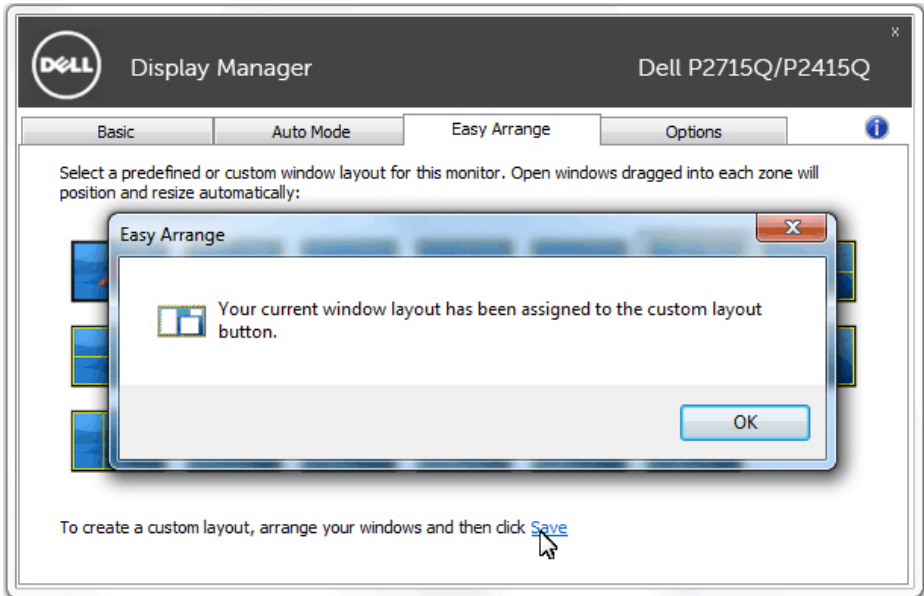 DELL
Display Manager
Dell P2715Q/P2415Q
x
Basic
Auto Mode
Easy Arrange
Options
i
Select a predefined or custom window layout for this monitor. Open windows dragged into each zone will
position and resize automatically:
Easy Arrange
x
Your current window layout has been assigned to the custom layout
button.
OK
To create a custom layout, arrange your windows and then click Save